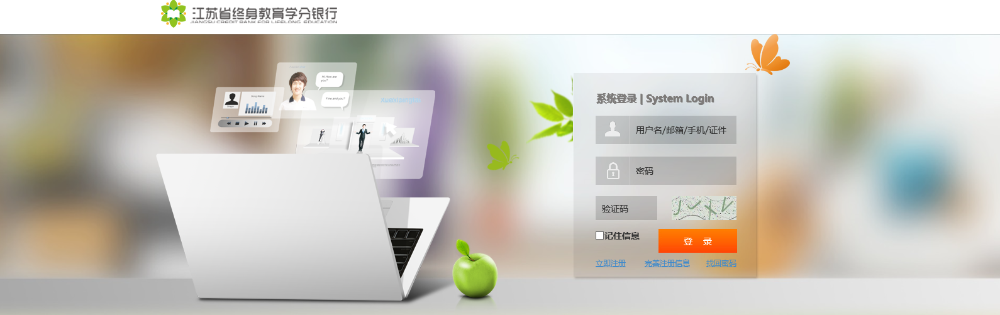 江苏省终身教育学分银行
JIANGSU CREDIT BANK FOR LIFELONG EDUCATION
Hi,How are
you?
Fine and you?
Song Name
Singer
系统登录 | System Login
用户名/邮箱/手机/证件
密码
验证码
记住信息
登 录
立即注册
完善注册信息
找回密码